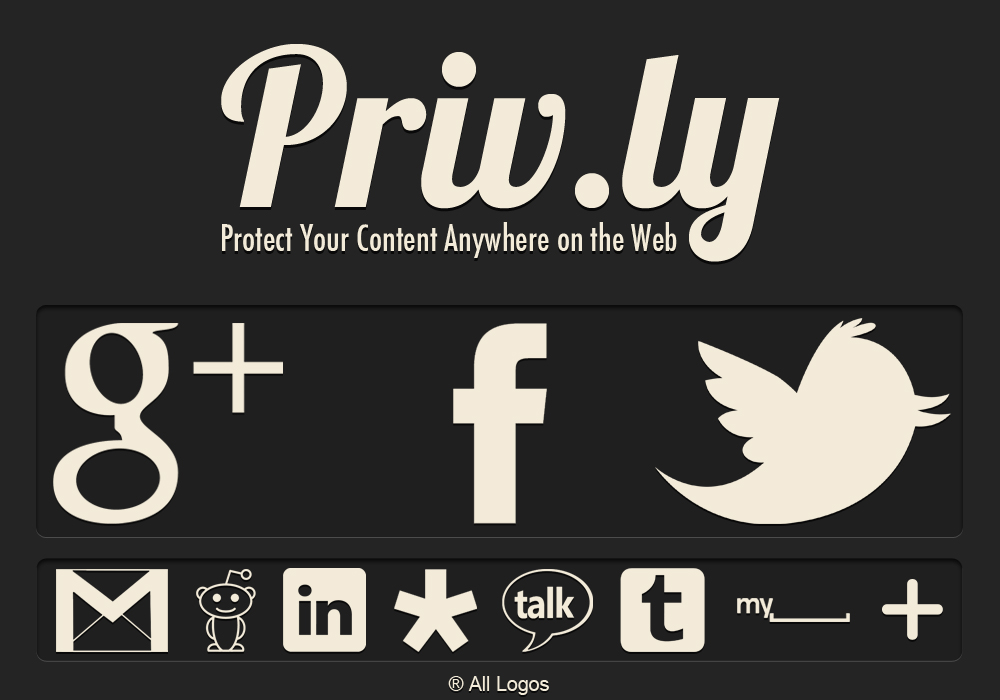 Priv.ly
Protect Your Content Anywhere on the Web
g+ f
in talk t my
® All Logos